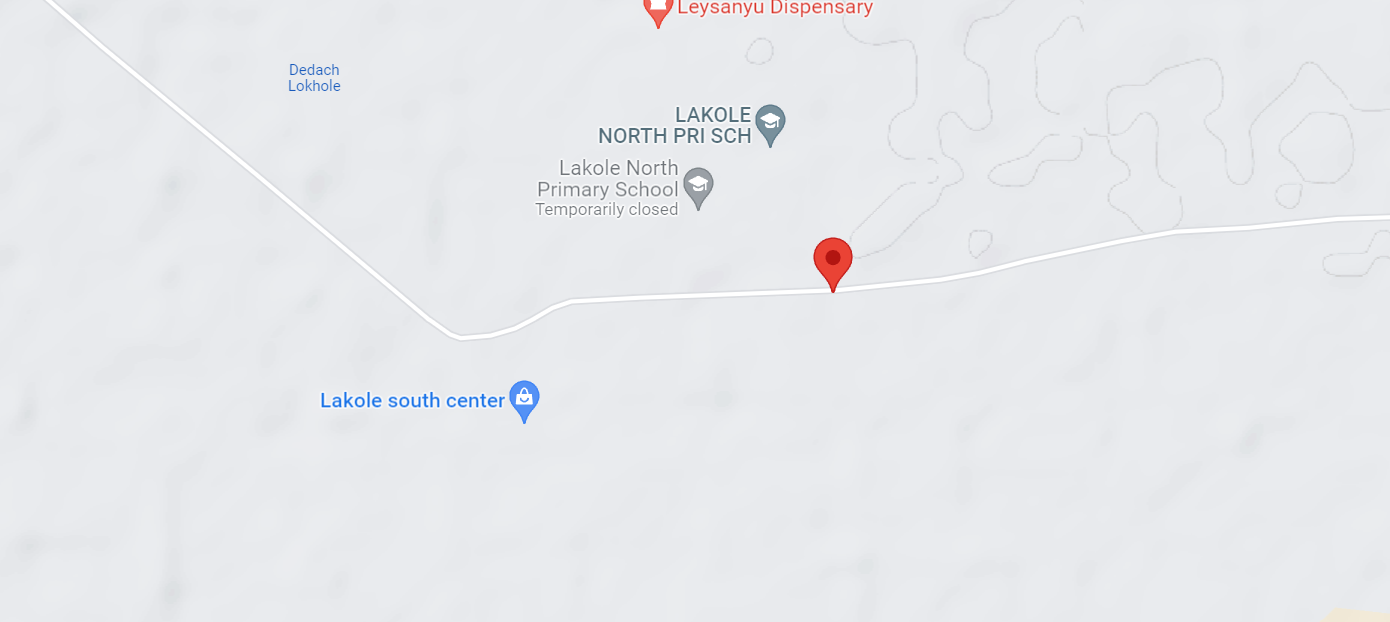 Leysanyu Dispensary
Dedach
Lokhole
LAKOLE
NORTH PRI SCH
Lakole North
Primary School
Temporarily closed
Lakole south center